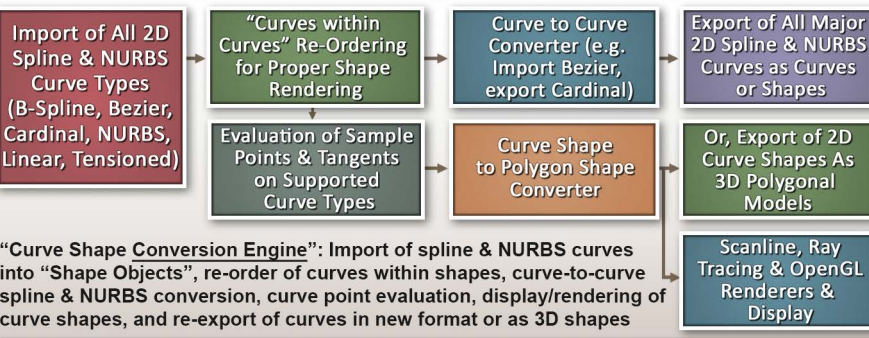 Import of All 2D
Spline & NURBS
Curve Types
(B-Spline, Bezier,
Cardinal, NURBS,
Linear, Tensioned)
“Curves within
Curves” Re-Ordering
for Proper Shape
Rendering
Curve to Curve
Converter (e.g.
Import Bezier,
export Cardinal)
Export of All Major
2D Spline & NURBS
Curves as Curves
or Shapes
Evaluation of Sample
Points & Tangents
on Supported
Curve Types
Curve Shape
to Polygon Shape
Converter
Or, Export of 2D
Curve Shapes As
3D Polygonal
Models
Scanline, Ray
Tracing & OpenGL
Renderers &
Display
“Curve Shape Conversion Engine”: Import of spline & NURBS curves
into “Shape Objects”, re-order of curves within shapes, curve-to-curve
spline & NURBS conversion, curve point evaluation, display/rendering of
curve shapes, and re-export of curves in new format or as 3D shapes